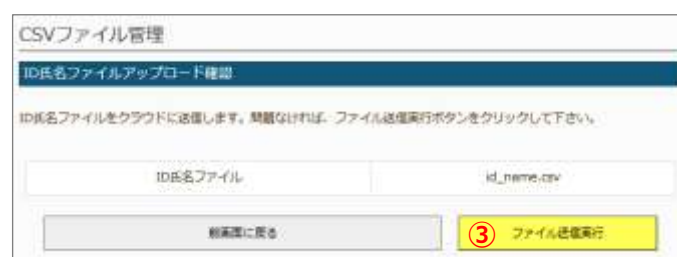 CSVファイル管理
ID氏名ファイルアップロード確認
ID氏名ファイルをクラウドに送信します。問題なければ、ファイル送信実行ボタンをクリックして下さい。
ID氏名ファイル id_name.csv
前画面に戻る ③ ファイル送信実行